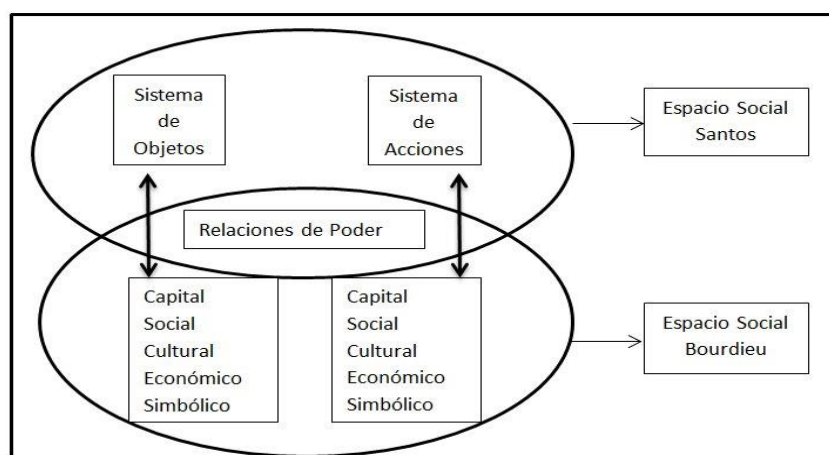 Sistema
de
Objetos
Sistema
de
Acciones
Espacio Social
Santos
Relaciones de Poder
Capital
Social
Cultural
Económico
Simbólico
Capital
Social
Cultural
Económico
Simbólico
Espacio Social
Bourdieu